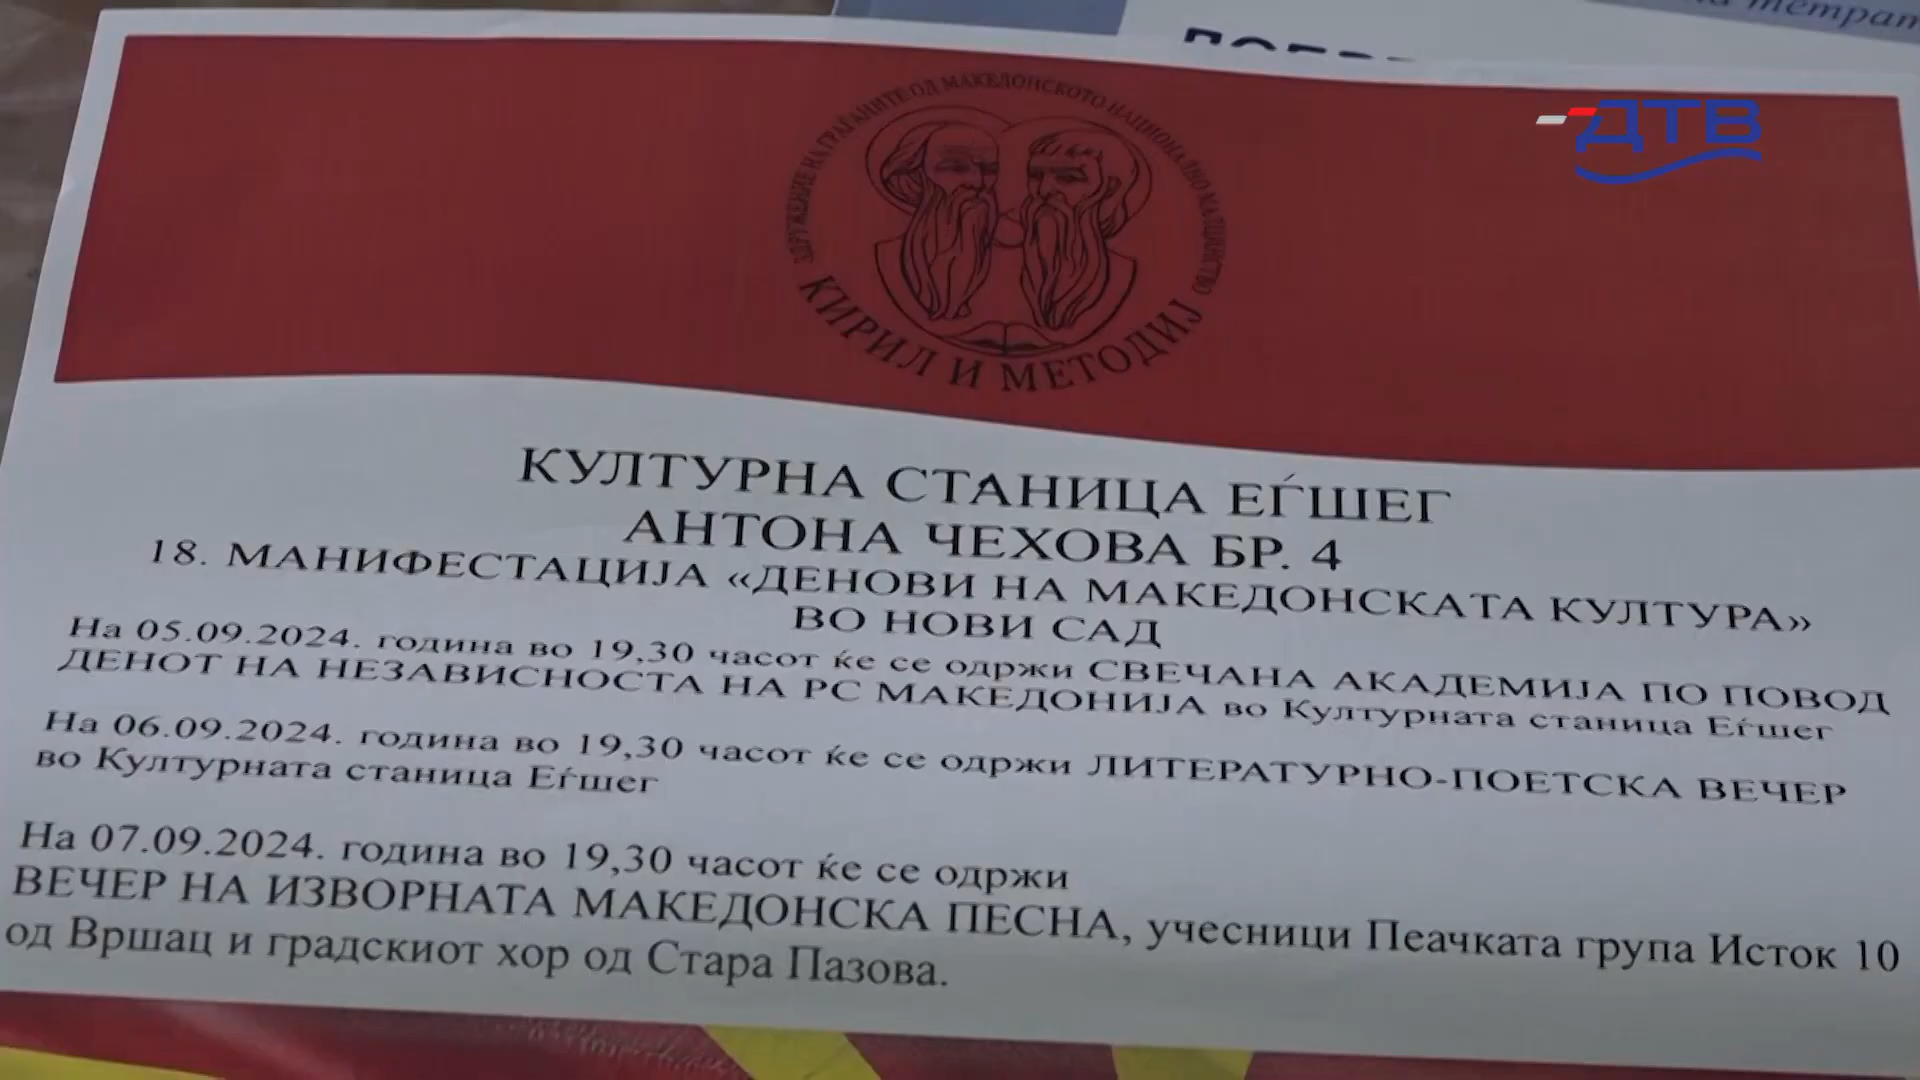 тетрат
ДТВ
ЗДРУЖЕНИЕ НА ГРАЃАНИТЕ ОД МАКЕДОНСКОТО НАЦИОНАЛНО МАЛЦИНСТВО
КИРИЛ И МЕТОДИЈ
КУЛТУРНА СТАНИЦА ЕЃШЕГ
АНТОНА ЧЕХОВА БР. 4
18. МАНИФЕСТАЦИЈА «ДЕНОВИ НА МАКЕДОНСКАТА КУЛТУРА»
ВО НОВИ САД
На 05.09.2024. година во 19,30 часот ќе се одржи СВЕЧАНА АКАДЕМИЈА ПО ПОВОД
ДЕНОТ НА НЕЗАВИСНОСТА НА РС МАКЕДОНИЈА во Културната станица Еѓшег
На 06.09.2024. година во 19,30 часот ќе се одржи ЛИТЕРАТУРНО-ПОЕТСКА ВЕЧЕР
во Културната станица Еѓшег
На 07.09.2024. година во 19,30 часот ќе се одржи
ВЕЧЕР НА ИЗВОРНАТА МАКЕДОНСКА ПЕСНА, учесници Пеачката група Исток 10
од Вршац и градскиот хор од Стара Пазова.